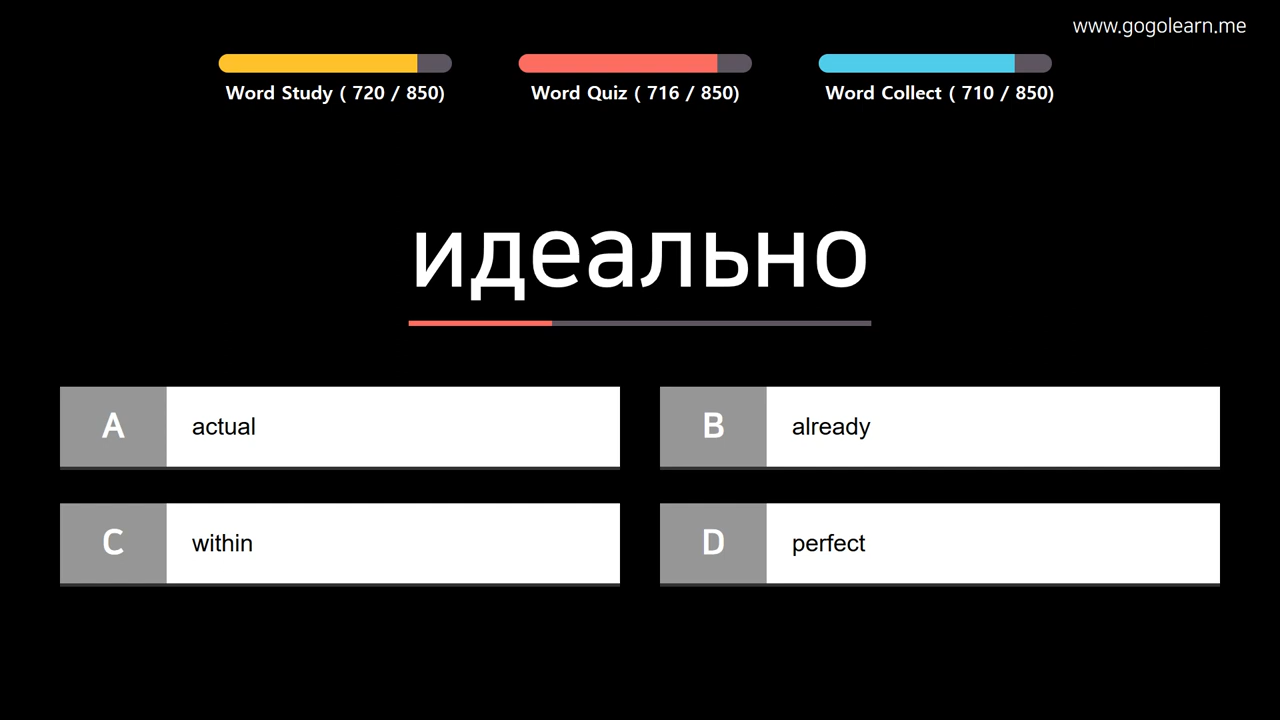 www.gogolearn.me
Word Study ( 720 / 850)
Word Quiz ( 716 / 850)
Word Collect ( 710 / 850)
идеально
A actual
B already
C within
D perfect